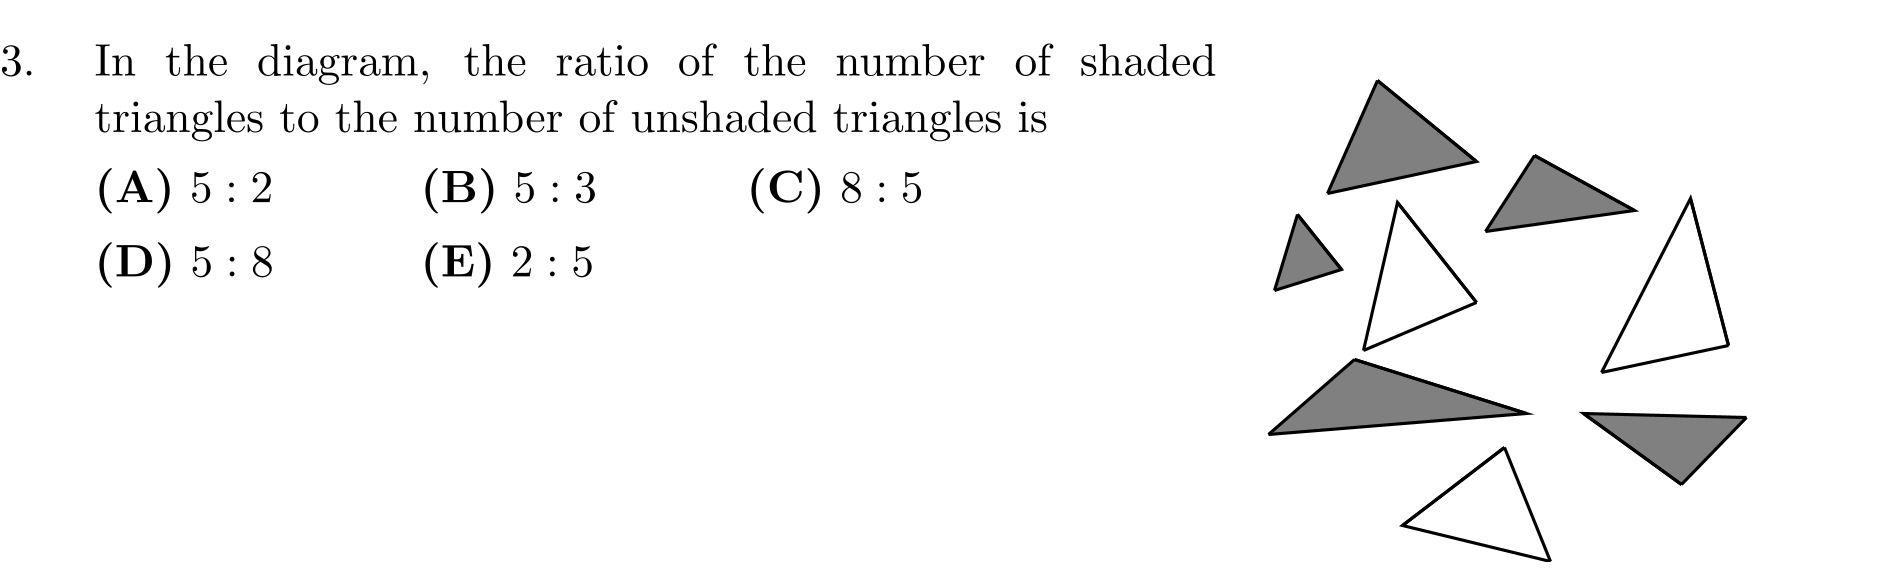 3. In the diagram, the ratio of the number of shaded
triangles to the number of unshaded triangles is
(A) 5 : 2 (B) 5 : 3 (C) 8 : 5
(D) 5 : 8 (E) 2 : 5